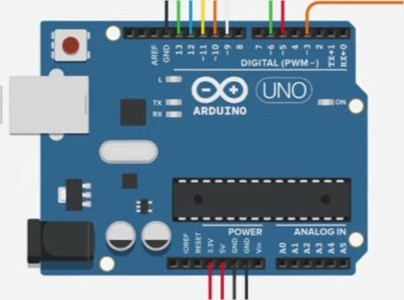 AREF
GND
13
12
~11
~10
~9
8
7
~6
~5
4
~3
2
TX→1
RX←0
DIGITAL (PWM~)
L
TX
RX
ARDUINO
UNO
ON
POWER
ANALOG IN
IOREF
RESET
3.3V
5V
GND
GND
Vin
A0
A1
A2
A3
A4
A5